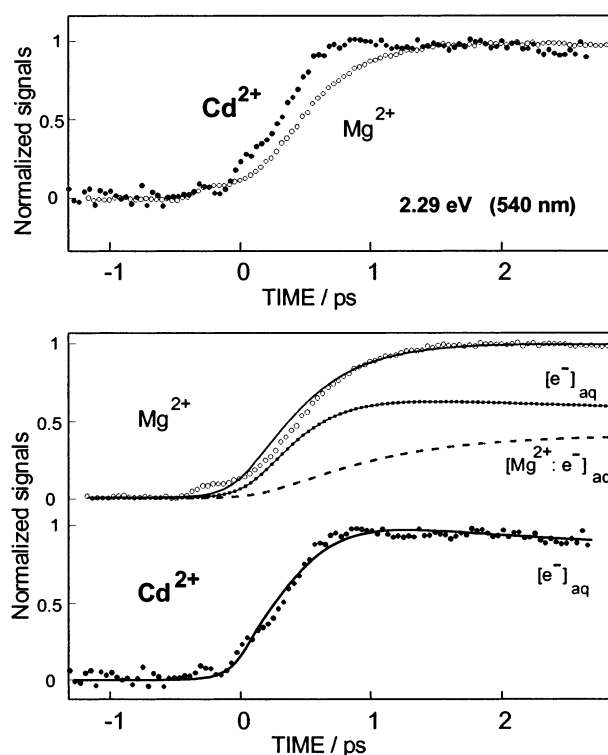 Normalized signals
1
0.5
0
Cd2+
Mg2+
2.29 eV (540 nm)
-1 0 1 2
TIME / ps
Normalized signals
1
0.5
0
Mg2+
[e−]aq
[Mg2+: e−]aq
1
0.5
0
Cd2+
[e−]aq
-1 0 1 2
TIME / ps